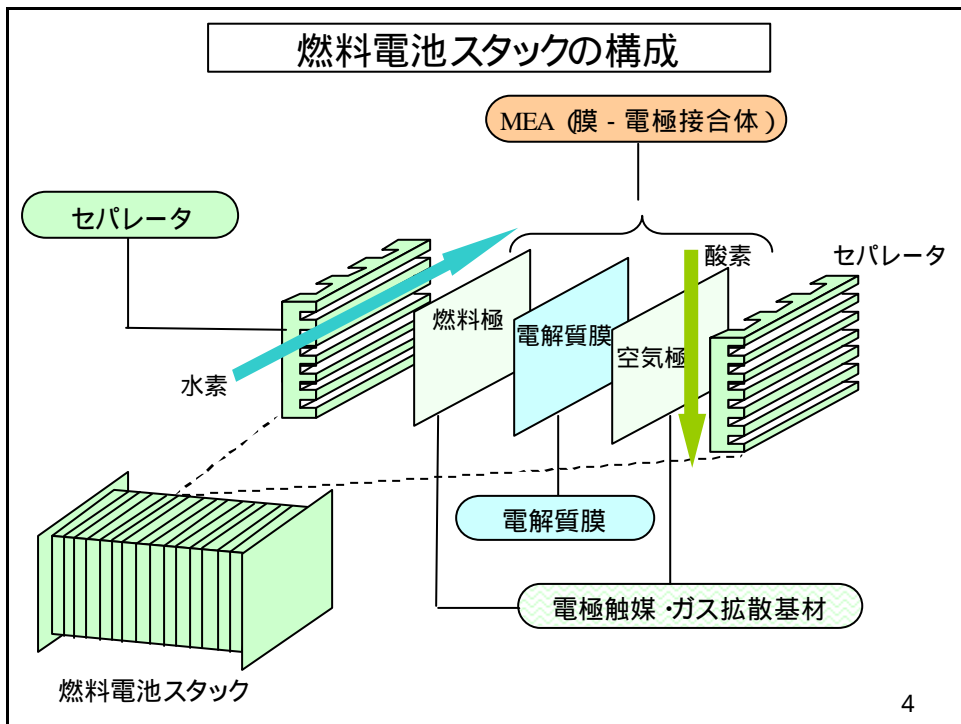 燃料電池スタックの構成
MEA (膜 - 電極接合体)
セパレータ
酸素
セパレータ
燃料極
電解質膜
空気極
水素
電解質膜
電極触媒・ガス拡散基材
燃料電池スタック
4